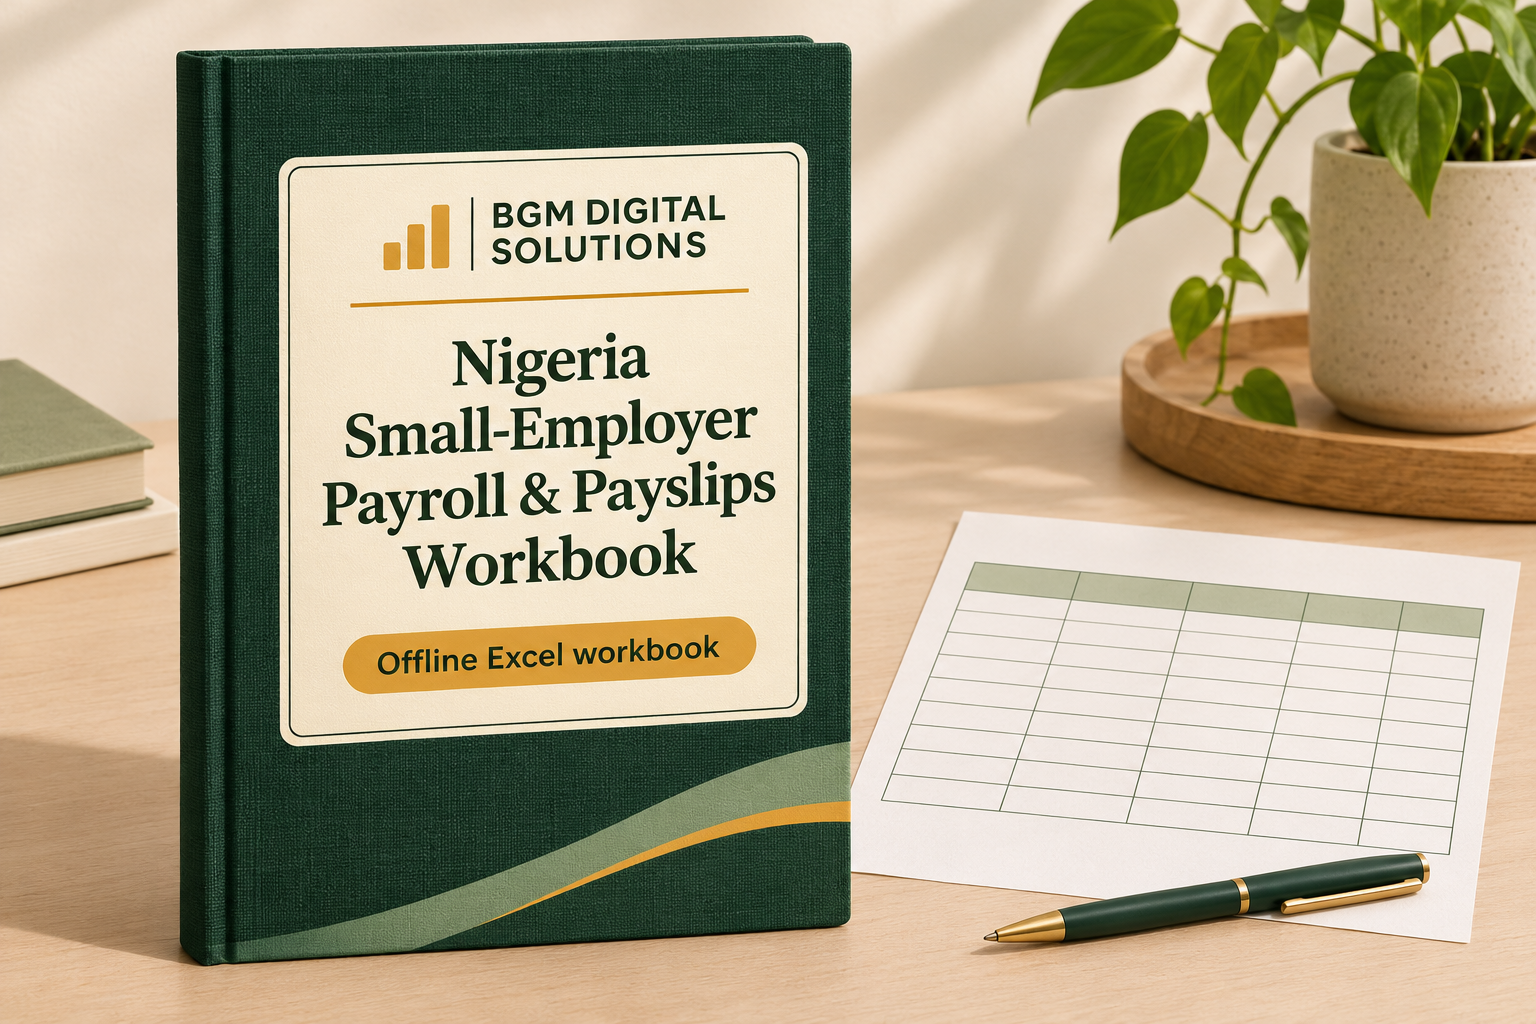 BGM DIGITAL
SOLUTIONS
Nigeria
Small-Employer
Payroll & Payslips
Workbook
Offline Excel workbook